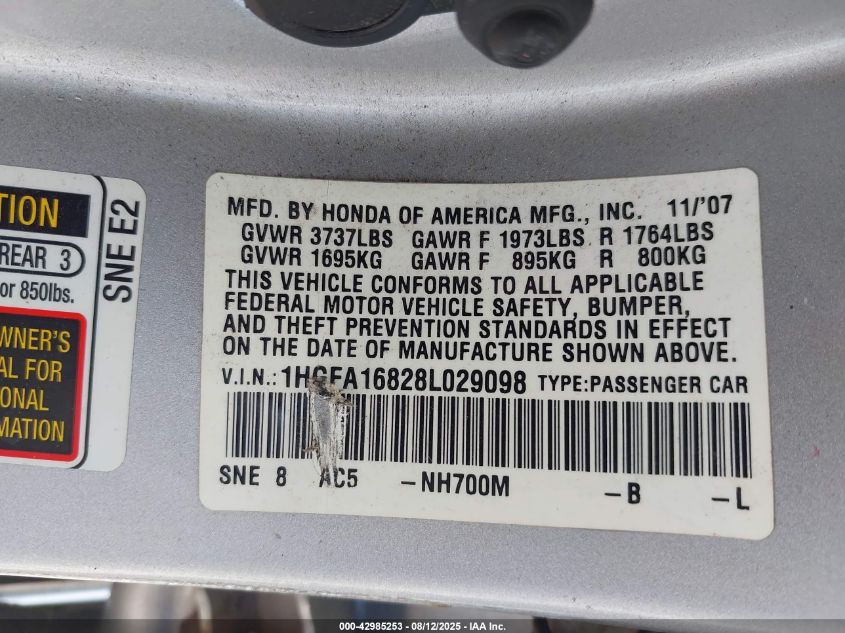 TION
REAR 3
or 850lbs.
WNER'S
AL FOR
ONAL
MATION
SNE E2
MFD. BY HONDA OF AMERICA MFG., INC. 11/'07
GVWR 3737LBS GAWR F 1973LBS R 1764LBS
GVWR 1695KG GAWR F 895KG R 800KG
THIS VEHICLE CONFORMS TO ALL APPLICABLE
FEDERAL MOTOR VEHICLE SAFETY, BUMPER,
AND THEFT PREVENTION STANDARDS IN EFFECT
ON THE DATE OF MANUFACTURE SHOWN ABOVE.
V.I.N.: 1HGFA16828L029098 TYPE:PASSENGER CAR
SNE 8 AC5 -NH700M -B -L
000-42985253 - 08/12/2025 - IAA Inc.